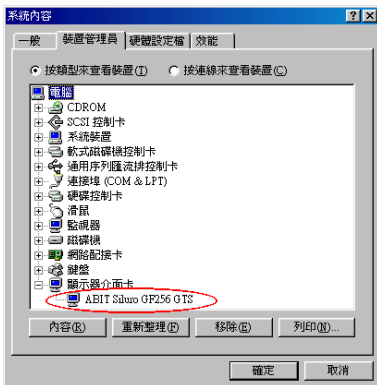 系統內容
一般 裝置管理員 硬體設定檔 效能
按類型來查看裝置(I) 按連線來查看裝置(C)
電腦
CDROM
SCSI 控制卡
系統裝置
軟式磁碟機控制卡
通用序列匯流排控制卡
連接埠 (COM & LPT)
硬碟控制卡
滑鼠
監視器
磁碟機
網路配接卡
鍵盤
顯示器介面卡
ABIT Siluro GF256 GTS
內容(R) 重新整理(F) 移除(E) 列印(N)...
確定 取消